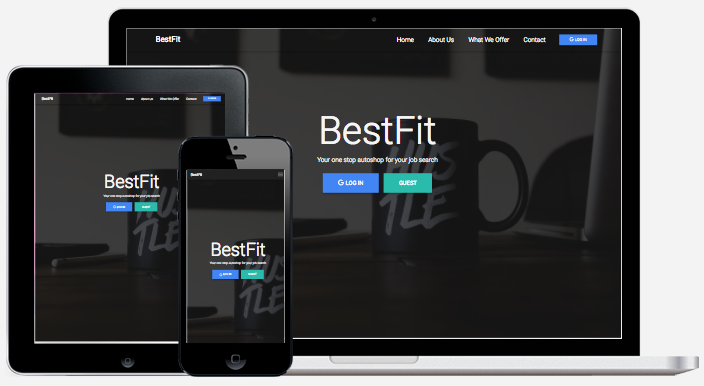 BestFit
Home About Us What We Offer Contact G LOG IN
BestFit
Your one stop autoshop for your job search
G LOG IN GUEST
HUSTLE
BestFit
Home About Us What We Offer Contact
BestFit
Your one stop autoshop for your job search
LOG IN GUEST
BestFit
BestFit
Your one stop autoshop for your job search
LOG IN GUEST